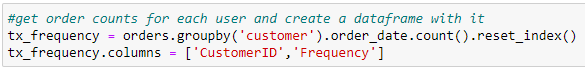 #get order counts for each user and create a dataframe with it
tx_frequency = orders.groupby('customer').order_date.count().reset_index()
tx_frequency.columns = ['CustomerID','Frequency']